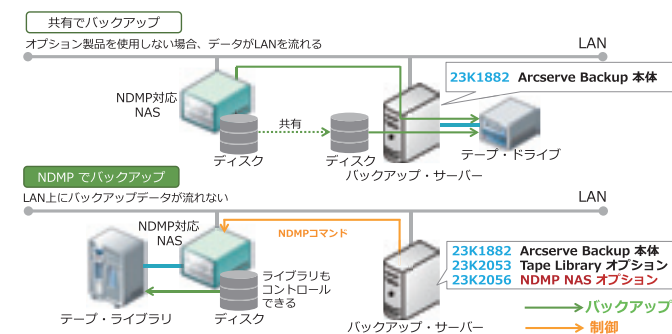 共有でバックアップ
オプション製品を使用しない場合、データがLANを流れる
LAN
23K1882 Arcserve Backup 本体
NDMP対応
NAS
共有
ディスク
ディスク
テープ・ドライブ
バックアップ・サーバー
NDMP でバックアップ
LAN上にバックアップデータが流れない
LAN
NDMP対応
NAS
NDMPコマンド
23K1882 Arcserve Backup 本体
23K2053 Tape Library オプション
23K2056 NDMP NAS オプション
ライブラリも
コントロール
できる
テープ・ライブラリ
ディスク
バックアップ・サーバー
バックアップ
制御